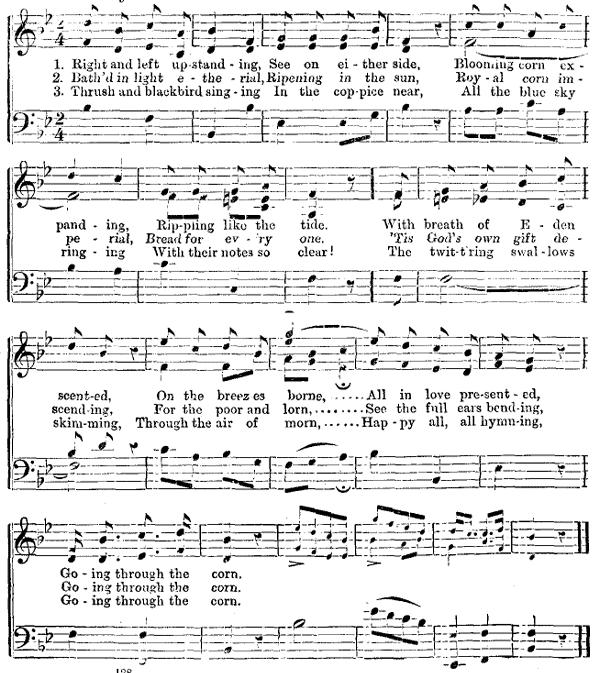 1. Right and left up-stand - ing, See on ei - ther side, Blooming corn ex -
2. Bath'd in light e - the - rial, Ripening in the sun, Roy - al corn im -
3. Thrush and blackbird sing - ing In the cop-pice near, All the blue sky
pand - ing, Rip-pling like the tide. With breath of E - den
pe - rial, Bread for ev - 'ry one. 'Tis God's own gift de -
ring - ing With their notes so clear! The twit-t'ring swal - lows
scent-ed, On the breez es borne, ..... All in love pre-sent - ed,
scend-ing, For the poor and lorn, ....... See the full ears bend-ing,
skim-ming, Through the air of morn, ...... Hap - py all, all hymn-ing,
Go - ing through the corn.
Go - ing through the corn.
Go - ing through the corn.